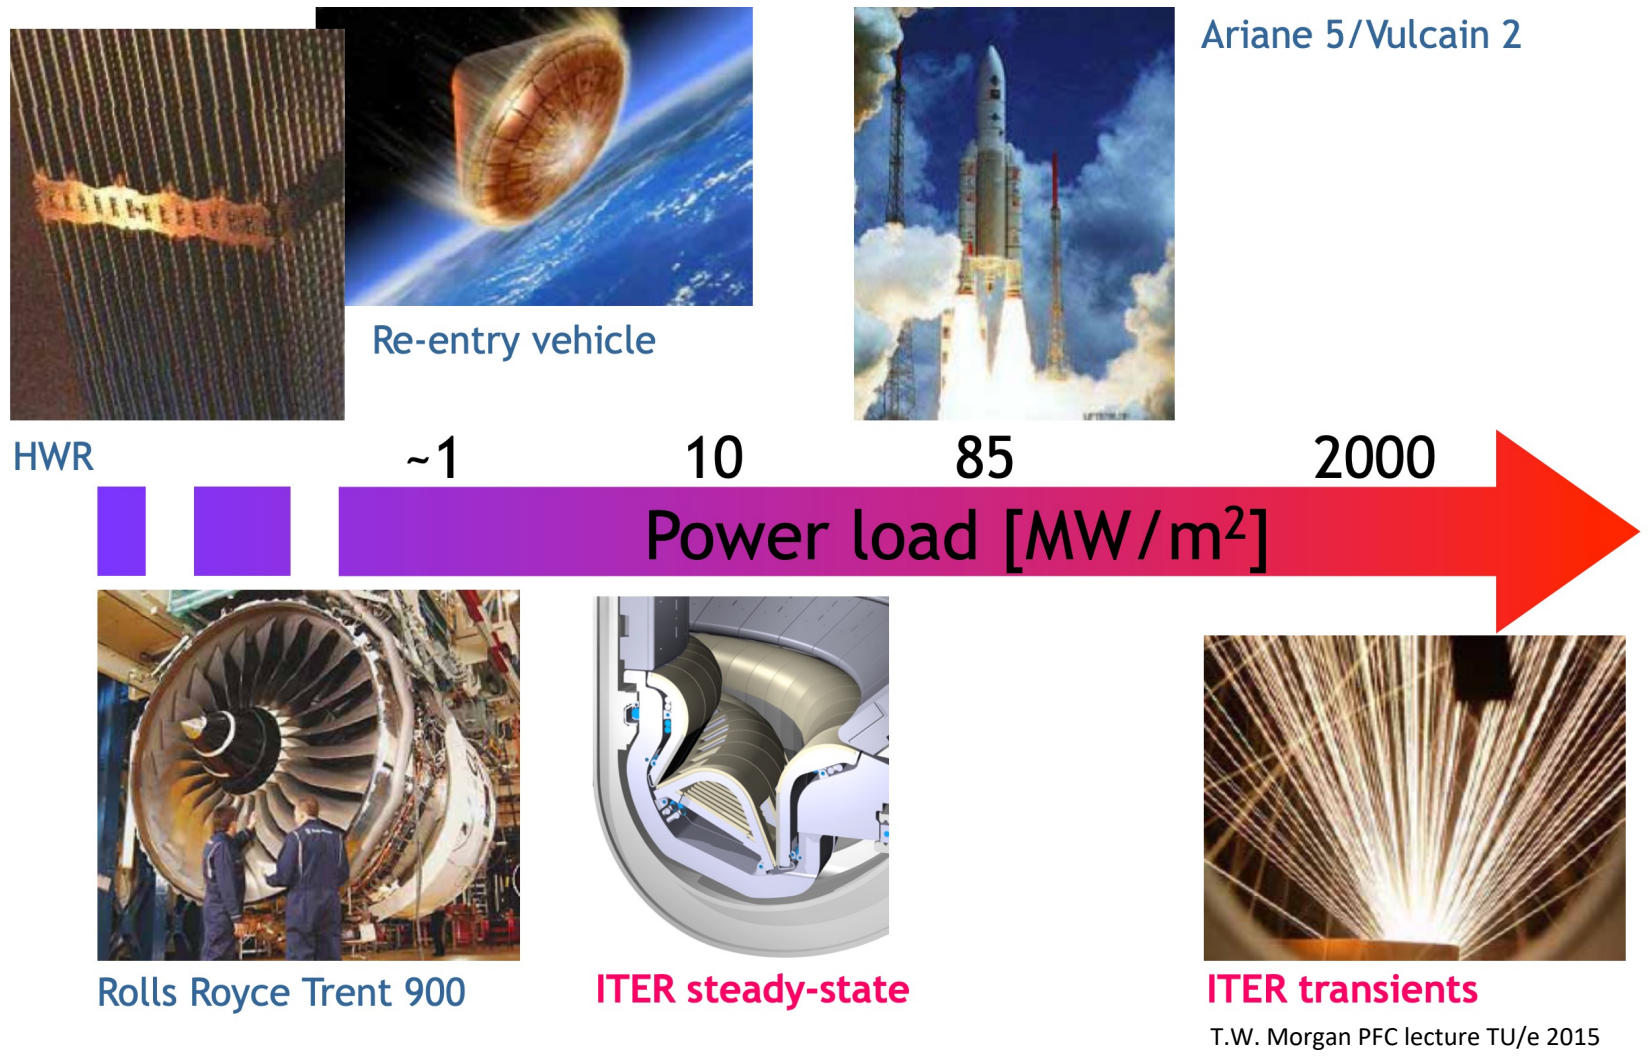 Ariane 5/Vulcain 2
Re-entry vehicle
HWR
~1
10
85
2000
Power load [MW/m²]
Rolls Royce Trent 900
ITER steady-state
ITER transients
T.W. Morgan PFC lecture TU/e 2015